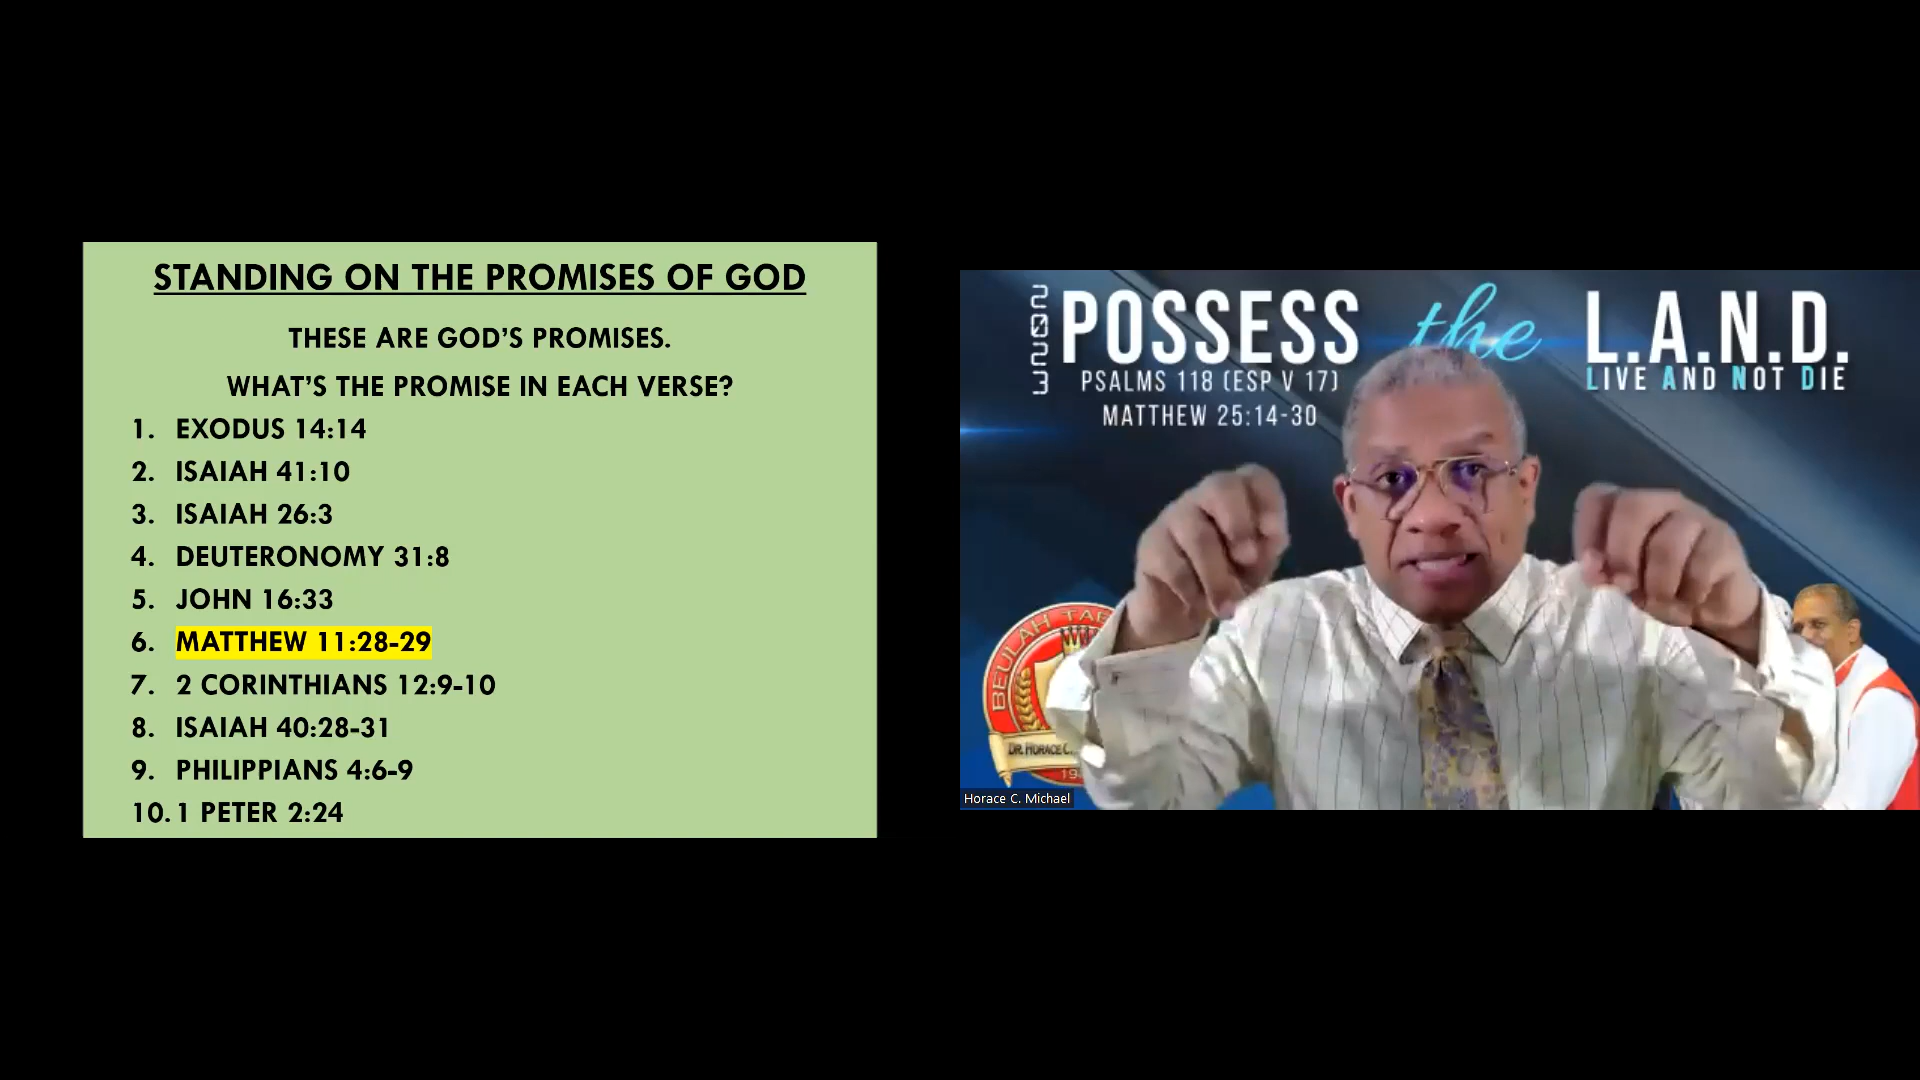 STANDING ON THE PROMISES OF GOD
THESE ARE GOD'S PROMISES.
WHAT'S THE PROMISE IN EACH VERSE?
1. EXODUS 14:14
2. ISAIAH 41:10
3. ISAIAH 26:3
4. DEUTERONOMY 31:8
5. JOHN 16:33
6. MATTHEW 11:28-29
7. 2 CORINTHIANS 12:9-10
8. ISAIAH 40:28-31
9. PHILIPPIANS 4:6-9
10. 1 PETER 2:24
2023
POSSESS the L.A.N.D.
PSALMS 118 (ESP V 17)
LIVE AND NOT DIE
MATTHEW 25:14-30
BEULAH
DR. HORACE C.
Horace C. Michael